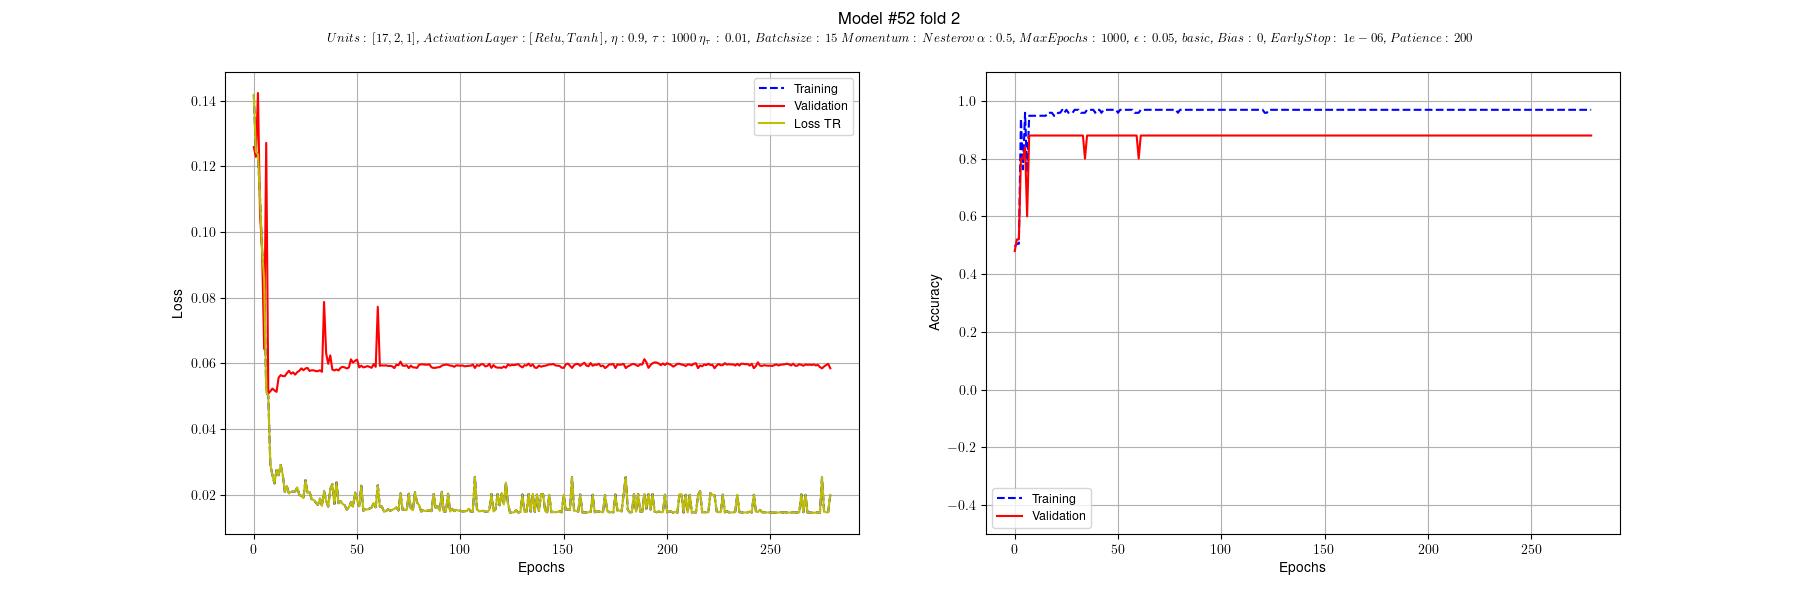 Model #52 fold 2
Units : [17, 2, 1], ActivationLayer : [Relu, Tanh], η : 0.9, τ : 1000 η_τ : 0.01, Batchsize : 15 Momentum : Nesterov α : 0.5, MaxEpochs : 1000, ϵ : 0.05, basic, Bias : 0, EarlyStop : 1e − 06, Patience : 200
Training
Validation
Loss TR
0.14
0.12
0.10
0.08
0.06
0.04
0.02
Loss
0
50
100
150
200
250
Epochs
1.0
0.8
0.6
0.4
0.2
0.0
−0.2
−0.4
Accuracy
Training
Validation
0
50
100
150
200
250
Epochs